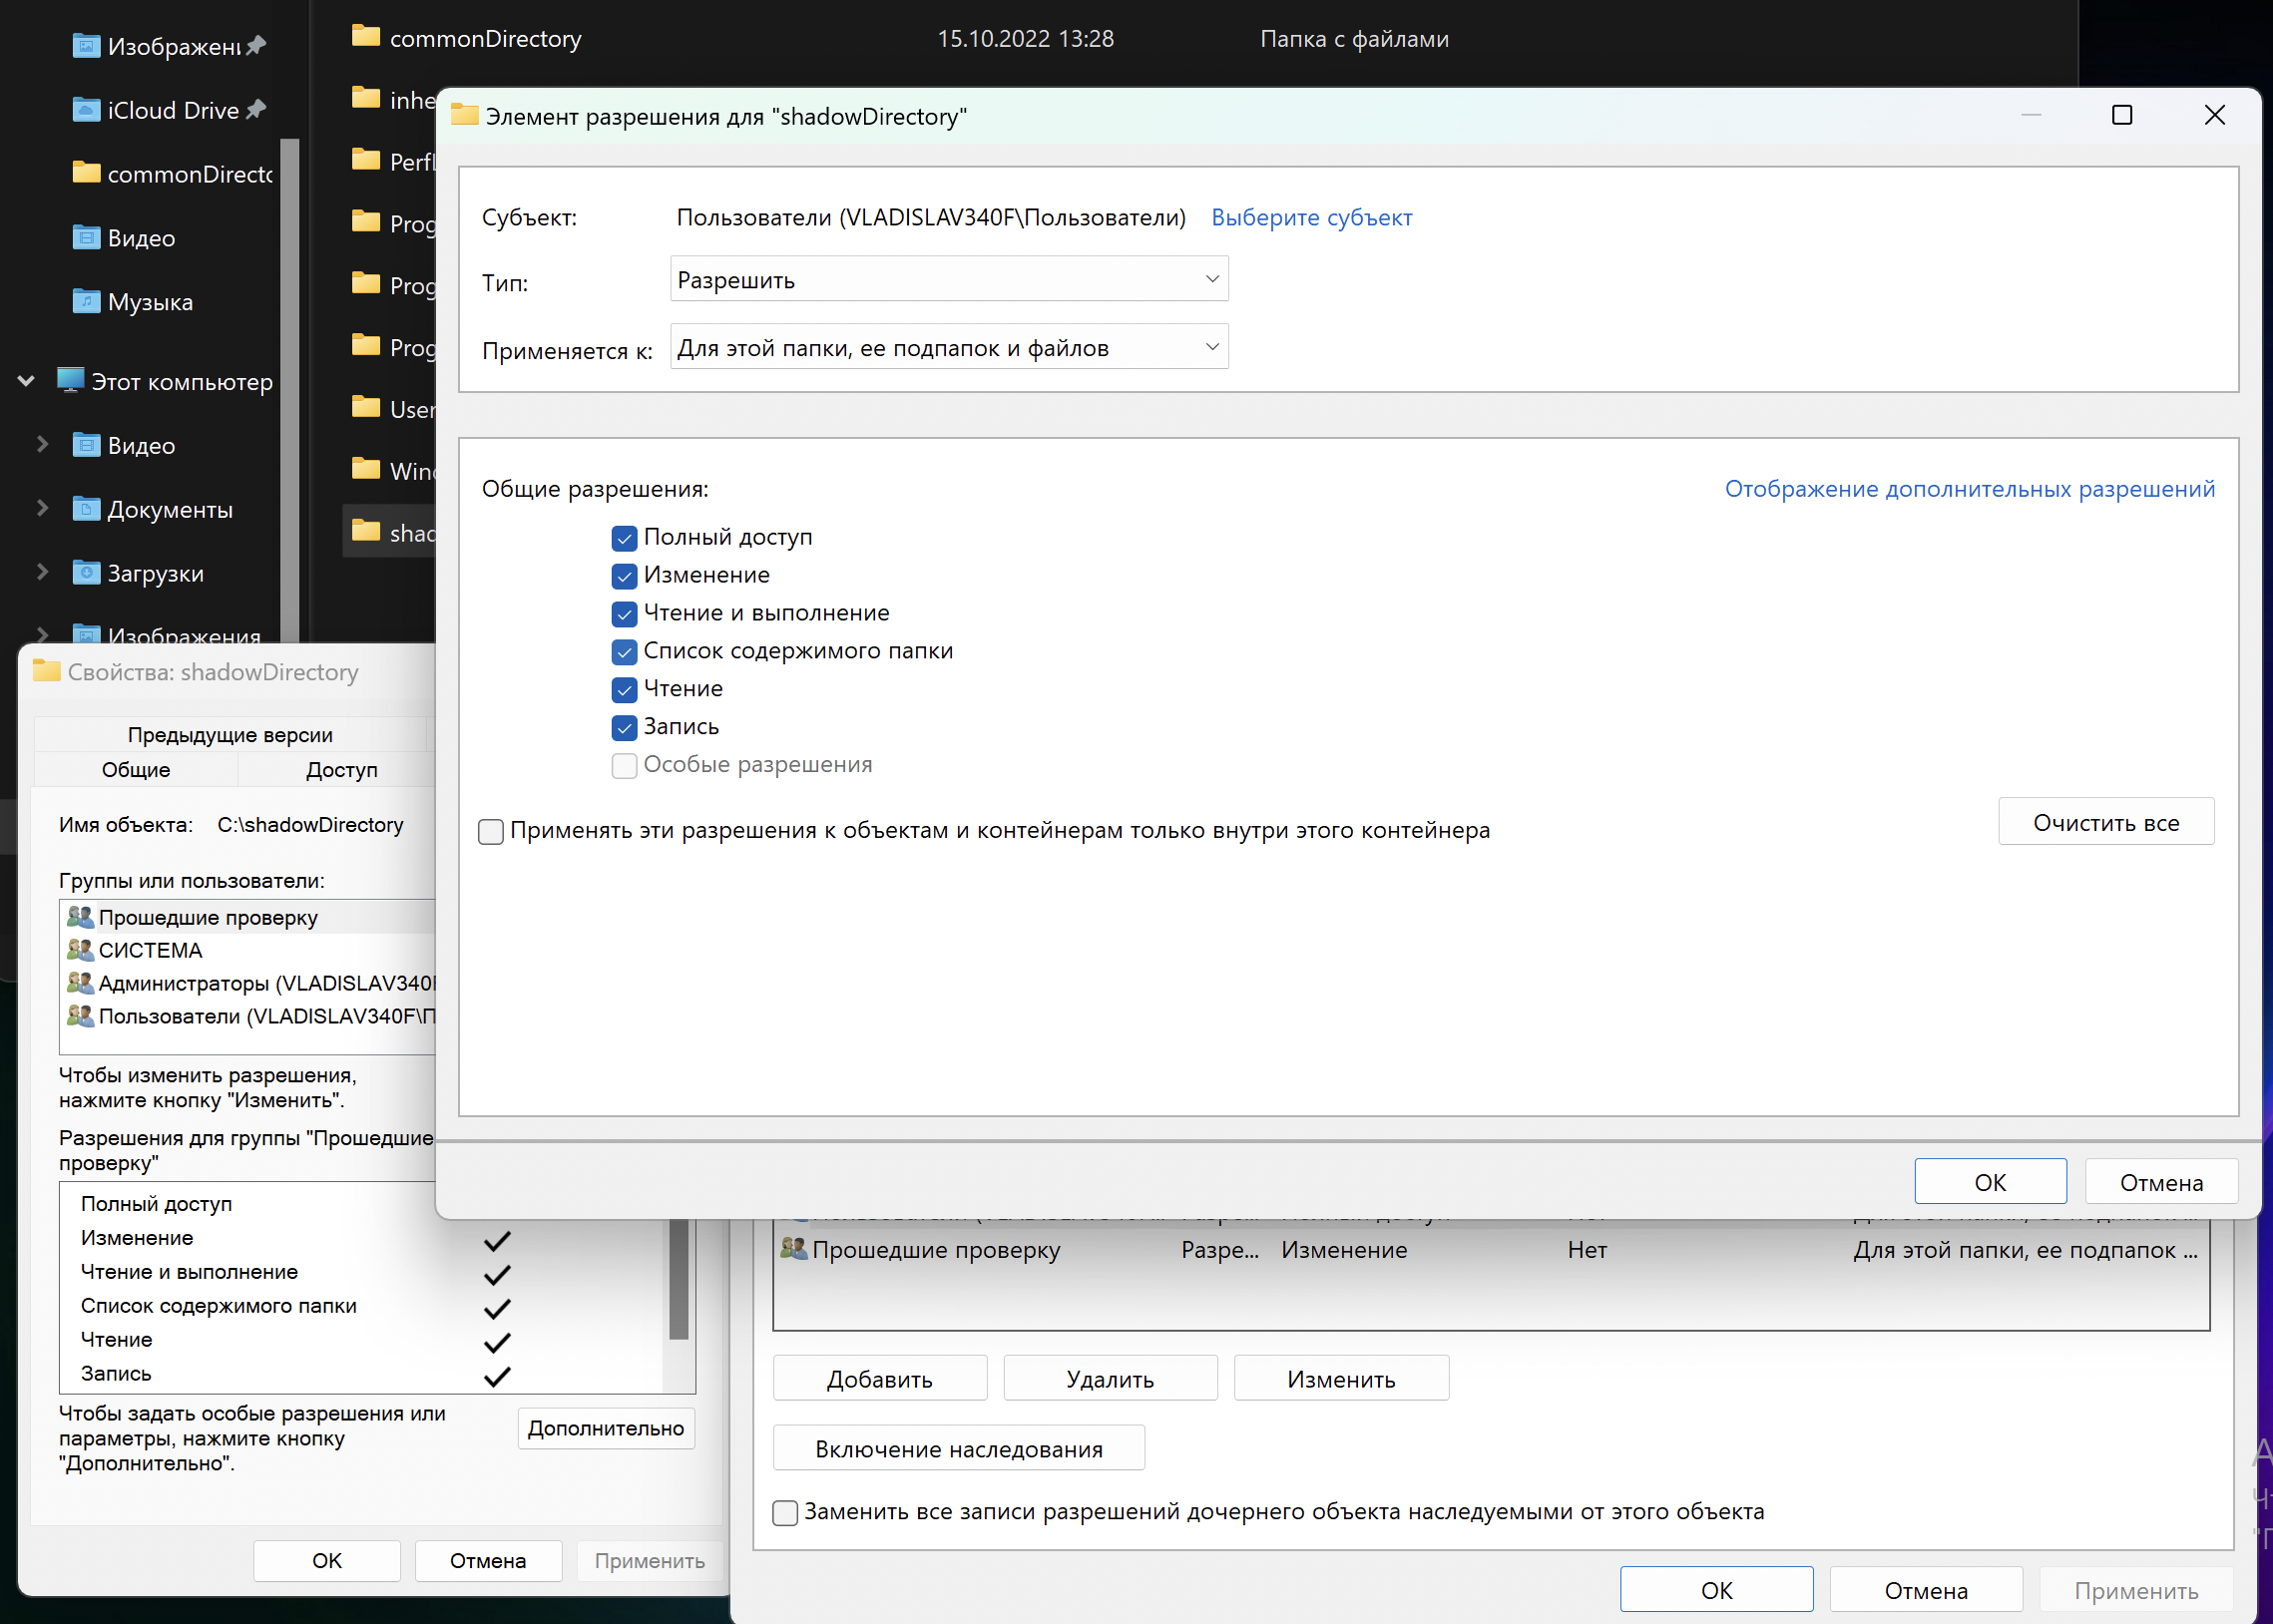 Изображени
iCloud Drive
commonDirecto
Видео
Музыка
Этот компьютер
Видео
Документы
Загрузки
Изображения
commonDirectory 15.10.2022 13:28 Папка с файлами
inhe
Perfl
Prog
Prog
Prog
User
Wind
shad
Элемент разрешения для "shadowDirectory"
Субъект: Пользователи (VLADISLAV340F\Пользователи) Выберите субъект
Тип: Разрешить
Применяется к: Для этой папки, ее подпапок и файлов
Общие разрешения: Отображение дополнительных разрешений
Полный доступ
Изменение
Чтение и выполнение
Список содержимого папки
Чтение
Запись
Особые разрешения
Применять эти разрешения к объектам и контейнерам только внутри этого контейнера
Очистить все
OK Отмена
Свойства: shadowDirectory
Предыдущие версии
Общие Доступ
Имя объекта: C:\shadowDirectory
Группы или пользователи:
Прошедшие проверку
СИСТЕМА
Администраторы (VLADISLAV340F
Пользователи (VLADISLAV340F\П
Чтобы изменить разрешения,
нажмите кнопку "Изменить".
Разрешения для группы "Прошедшие
проверку"
Полный доступ
Изменение
Чтение и выполнение
Список содержимого папки
Чтение
Запись
Чтобы задать особые разрешения или
параметры, нажмите кнопку
"Дополнительно".
Дополнительно
OK Отмена Применить
Прошедшие проверку Разре... Изменение Нет Для этой папки, ее подпапок ...
Добавить Удалить Изменить
Включение наследования
Заменить все записи разрешений дочернего объекта наследуемыми от этого объекта
OK Отмена Применить